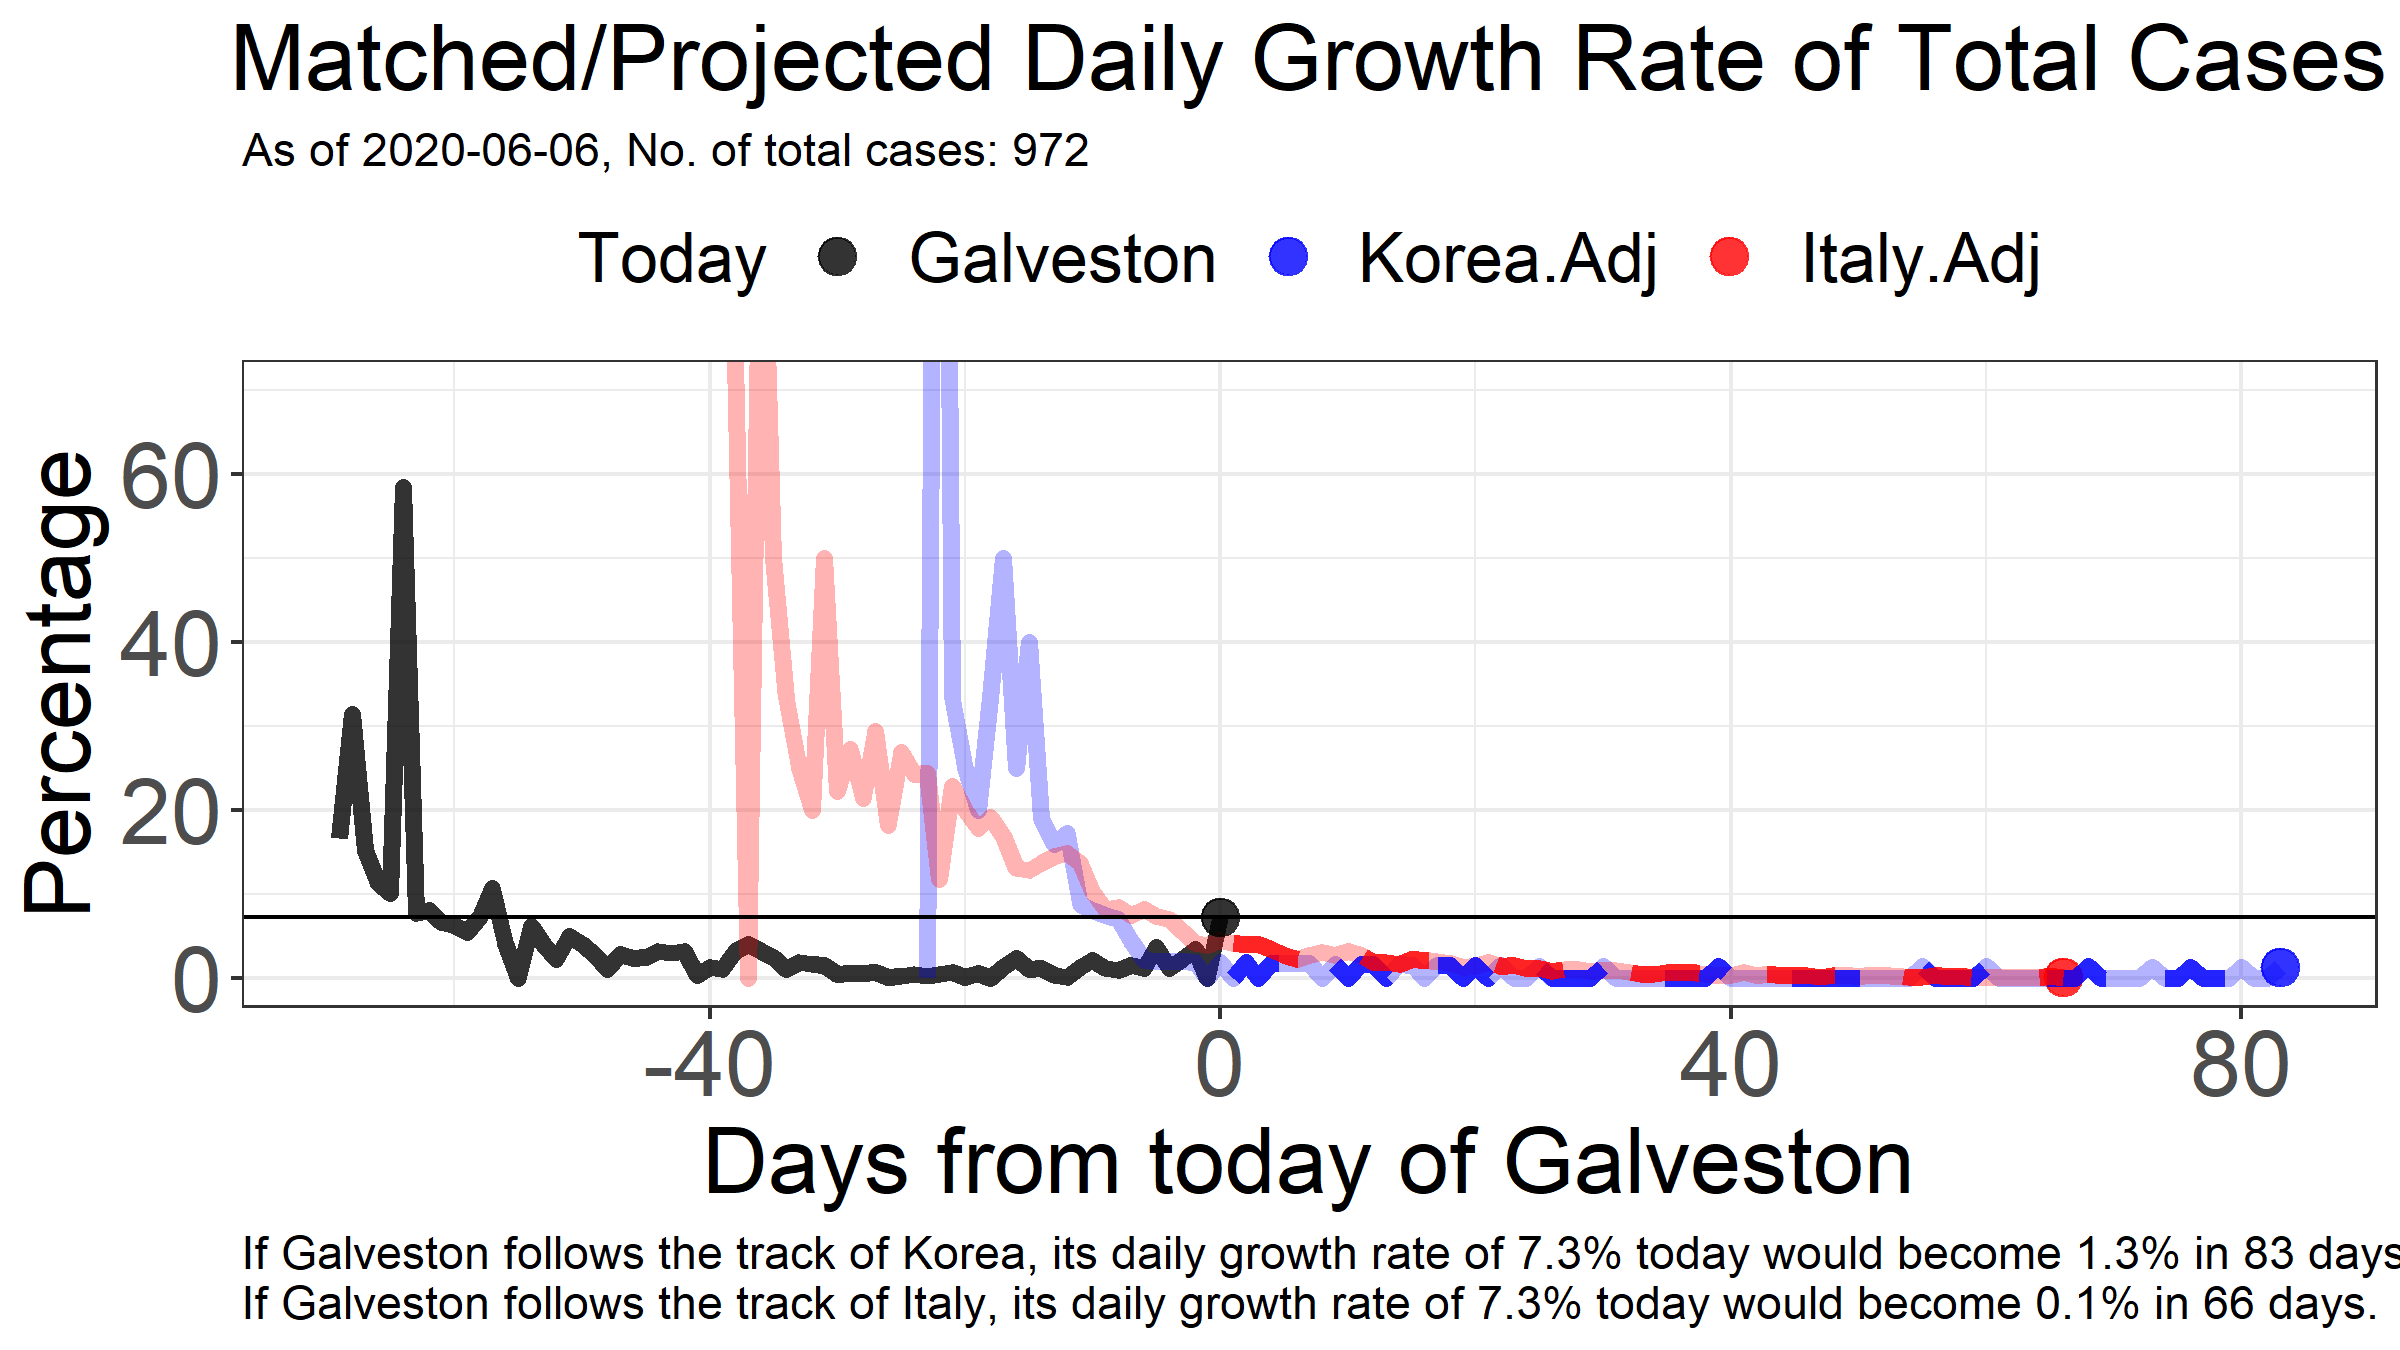 Matched/Projected Daily Growth Rate of Total Cases
As of 2020-06-06, No. of total cases: 972
Today Galveston Korea.Adj Italy.Adj
Percentage
60
40
20
0
-40 0 40 80
Days from today of Galveston
If Galveston follows the track of Korea, its daily growth rate of 7.3% today would become 1.3% in 83 days
If Galveston follows the track of Italy, its daily growth rate of 7.3% today would become 0.1% in 66 days.